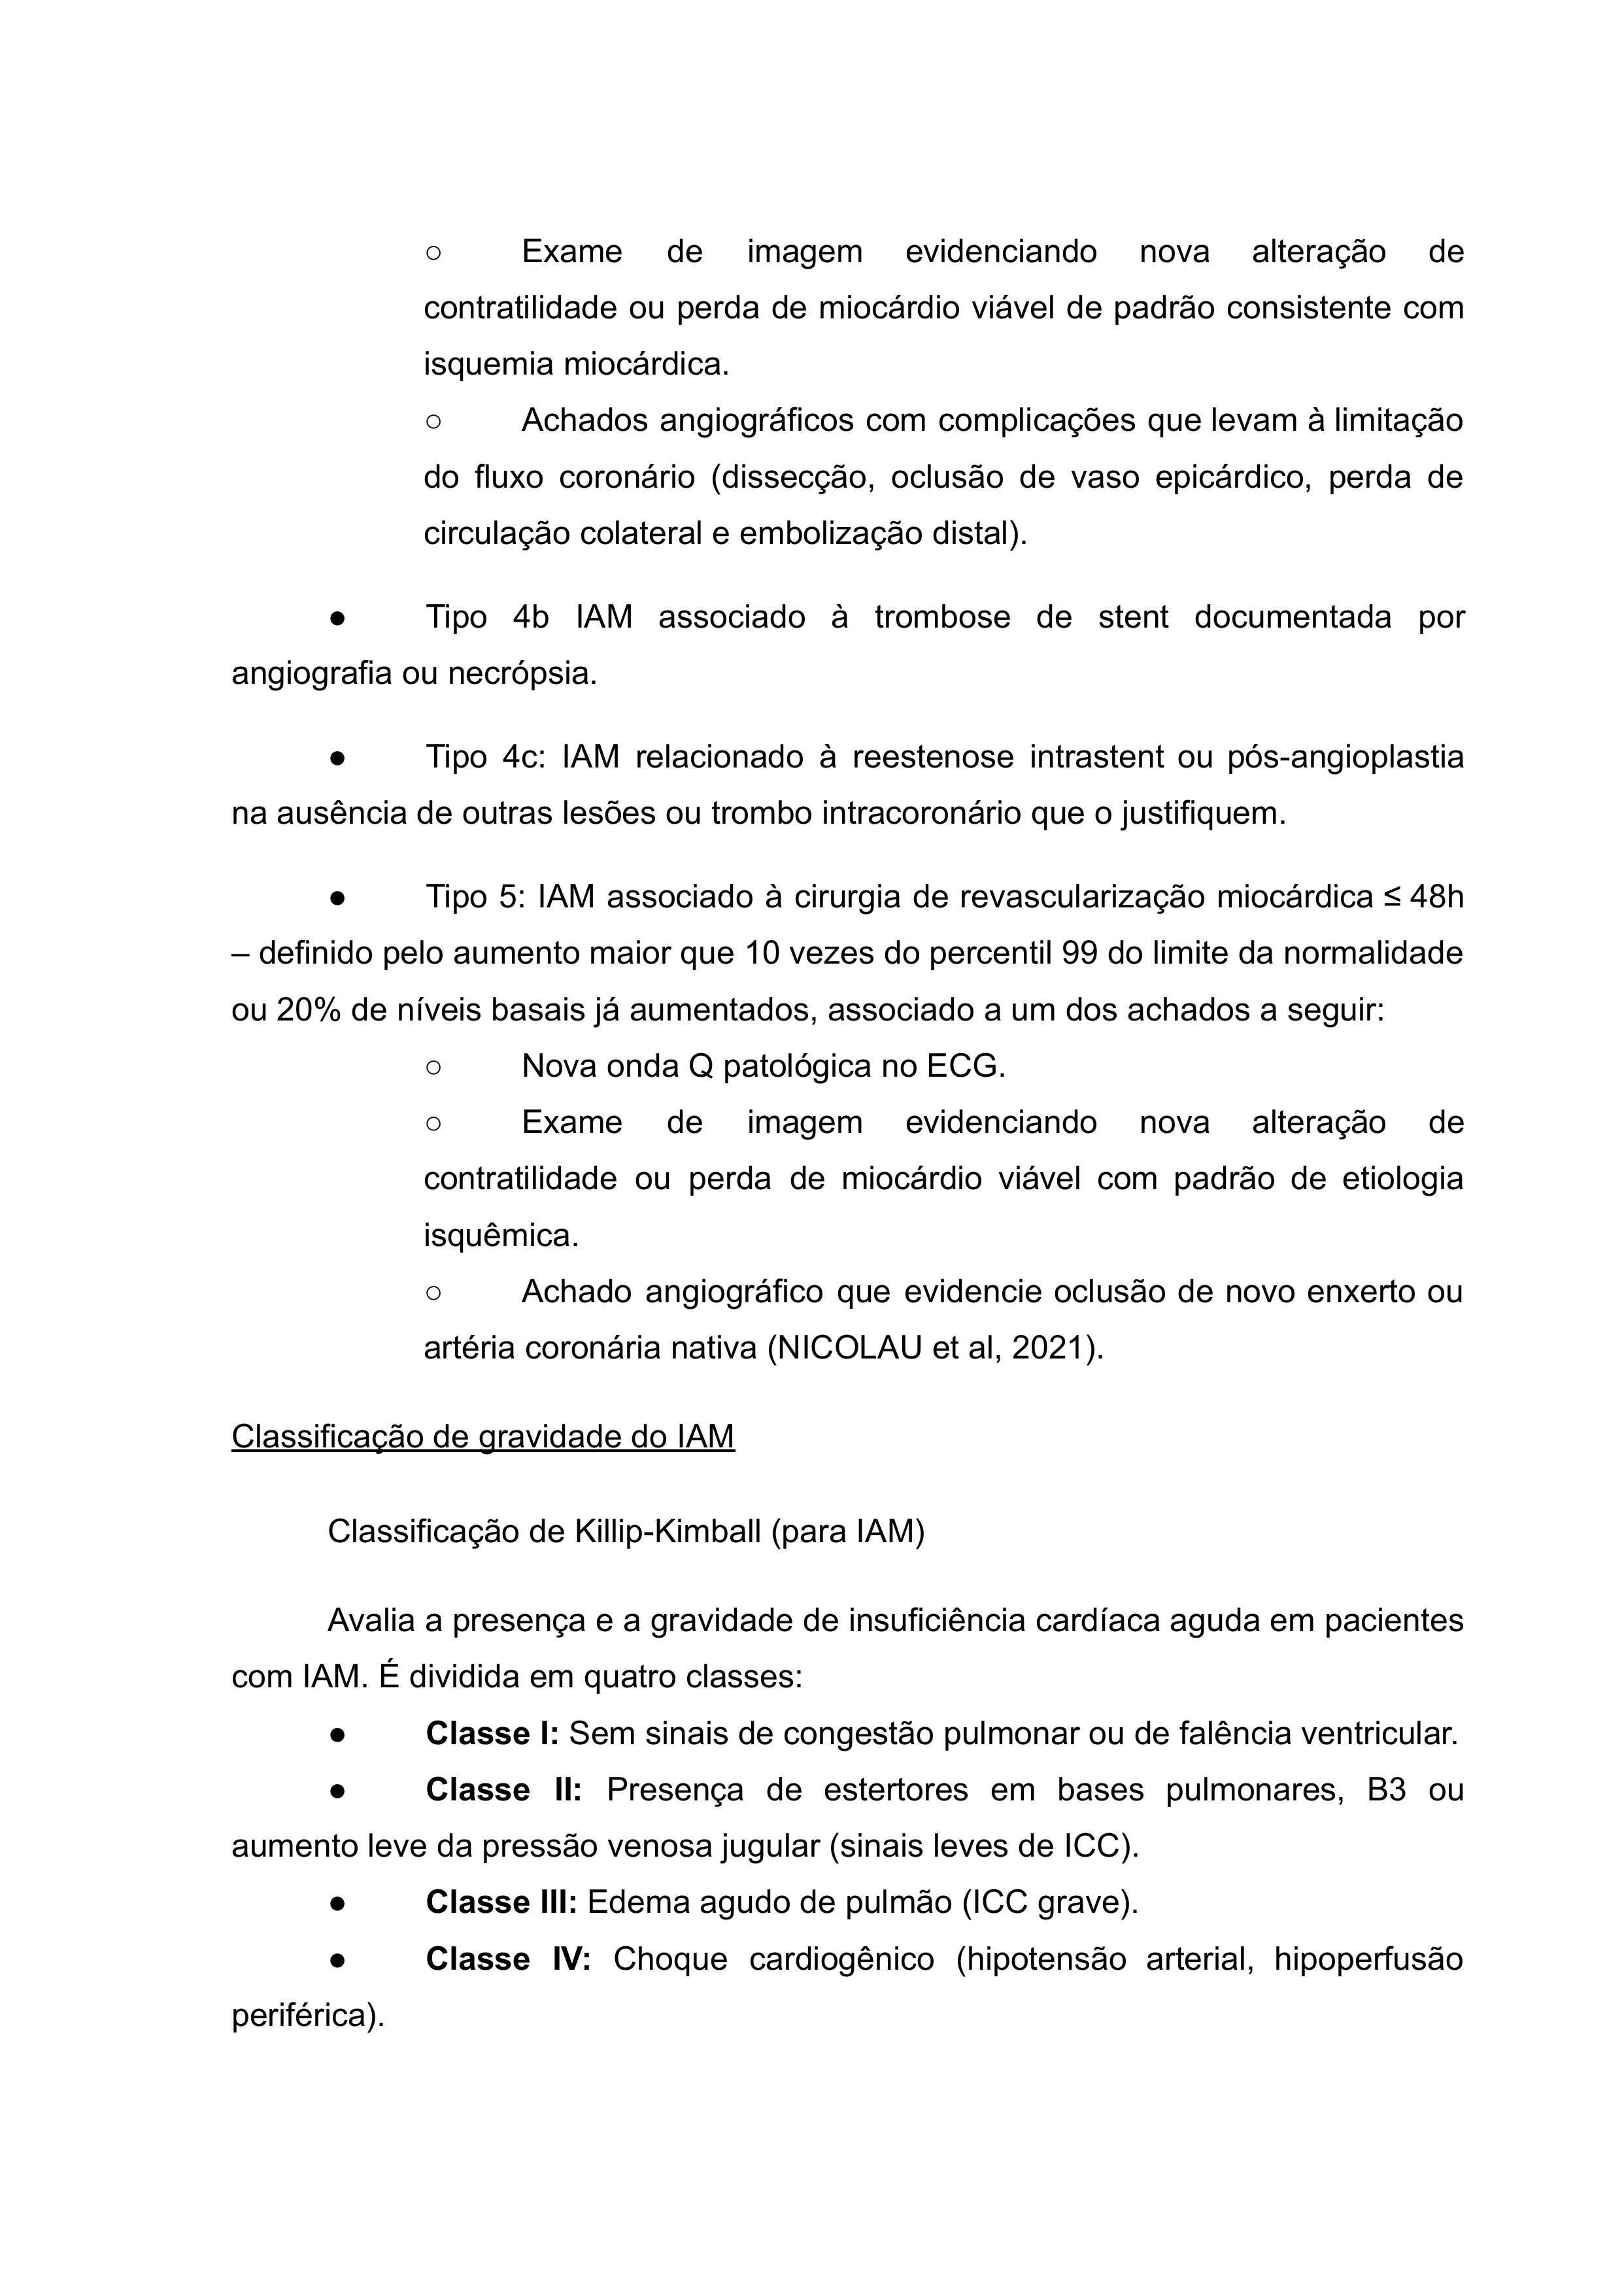 ○ Exame de imagem evidenciando nova alteração de
contratilidade ou perda de miocárdio viável de padrão consistente com
isquemia miocárdica.
○ Achados angiográficos com complicações que levam à limitação
do fluxo coronário (dissecção, oclusão de vaso epicárdico, perda de
circulação colateral e embolização distal).
● Tipo 4b IAM associado à trombose de stent documentada por
angiografia ou necrópsia.
● Tipo 4c: IAM relacionado à reestenose intrastent ou pós-angioplastia
na ausência de outras lesões ou trombo intracoronário que o justifiquem.
● Tipo 5: IAM associado à cirurgia de revascularização miocárdica ≤ 48h
– definido pelo aumento maior que 10 vezes do percentil 99 do limite da normalidade
ou 20% de níveis basais já aumentados, associado a um dos achados a seguir:
○ Nova onda Q patológica no ECG.
○ Exame de imagem evidenciando nova alteração de
contratilidade ou perda de miocárdio viável com padrão de etiologia
isquêmica.
○ Achado angiográfico que evidencie oclusão de novo enxerto ou
artéria coronária nativa (NICOLAU et al, 2021).
Classificação de gravidade do IAM
Classificação de Killip-Kimball (para IAM)
Avalia a presença e a gravidade de insuficiência cardíaca aguda em pacientes
com IAM. É dividida em quatro classes:
● Classe I: Sem sinais de congestão pulmonar ou de falência ventricular.
● Classe II: Presença de estertores em bases pulmonares, B3 ou
aumento leve da pressão venosa jugular (sinais leves de ICC).
● Classe III: Edema agudo de pulmão (ICC grave).
● Classe IV: Choque cardiogênico (hipotensão arterial, hipoperfusão
periférica).